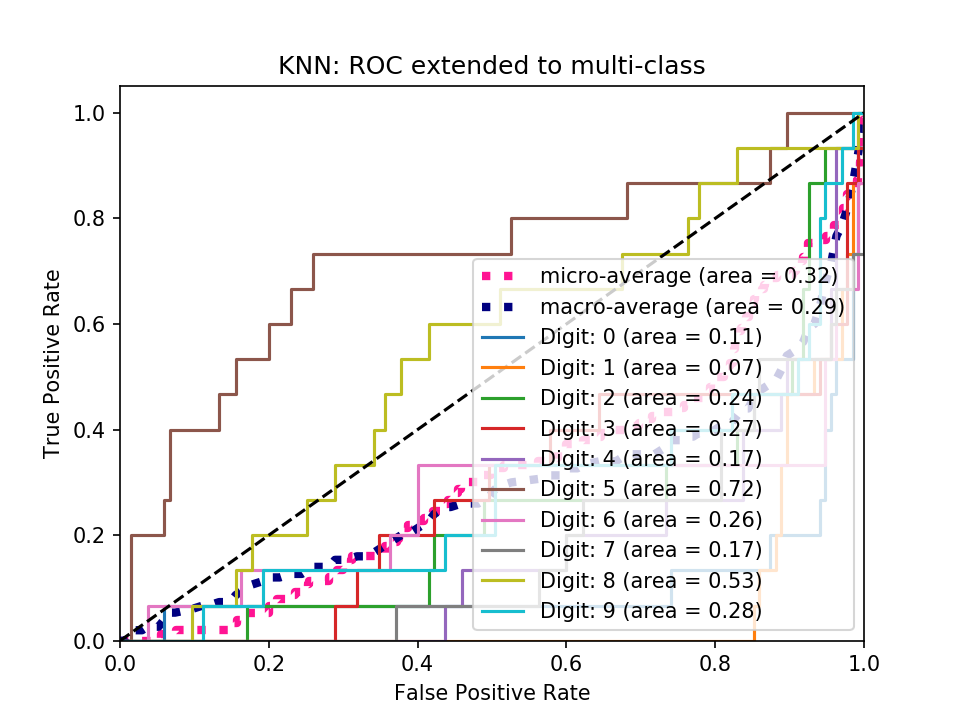 KNN: ROC extended to multi-class
1.0
0.8
0.6
0.4
0.2
0.0
True Positive Rate
micro-average (area = 0.32)
macro-average (area = 0.29)
Digit: 0 (area = 0.11)
Digit: 1 (area = 0.07)
Digit: 2 (area = 0.24)
Digit: 3 (area = 0.27)
Digit: 4 (area = 0.17)
Digit: 5 (area = 0.72)
Digit: 6 (area = 0.26)
Digit: 7 (area = 0.17)
Digit: 8 (area = 0.53)
Digit: 9 (area = 0.28)
0.0 0.2 0.4 0.6 0.8 1.0
False Positive Rate